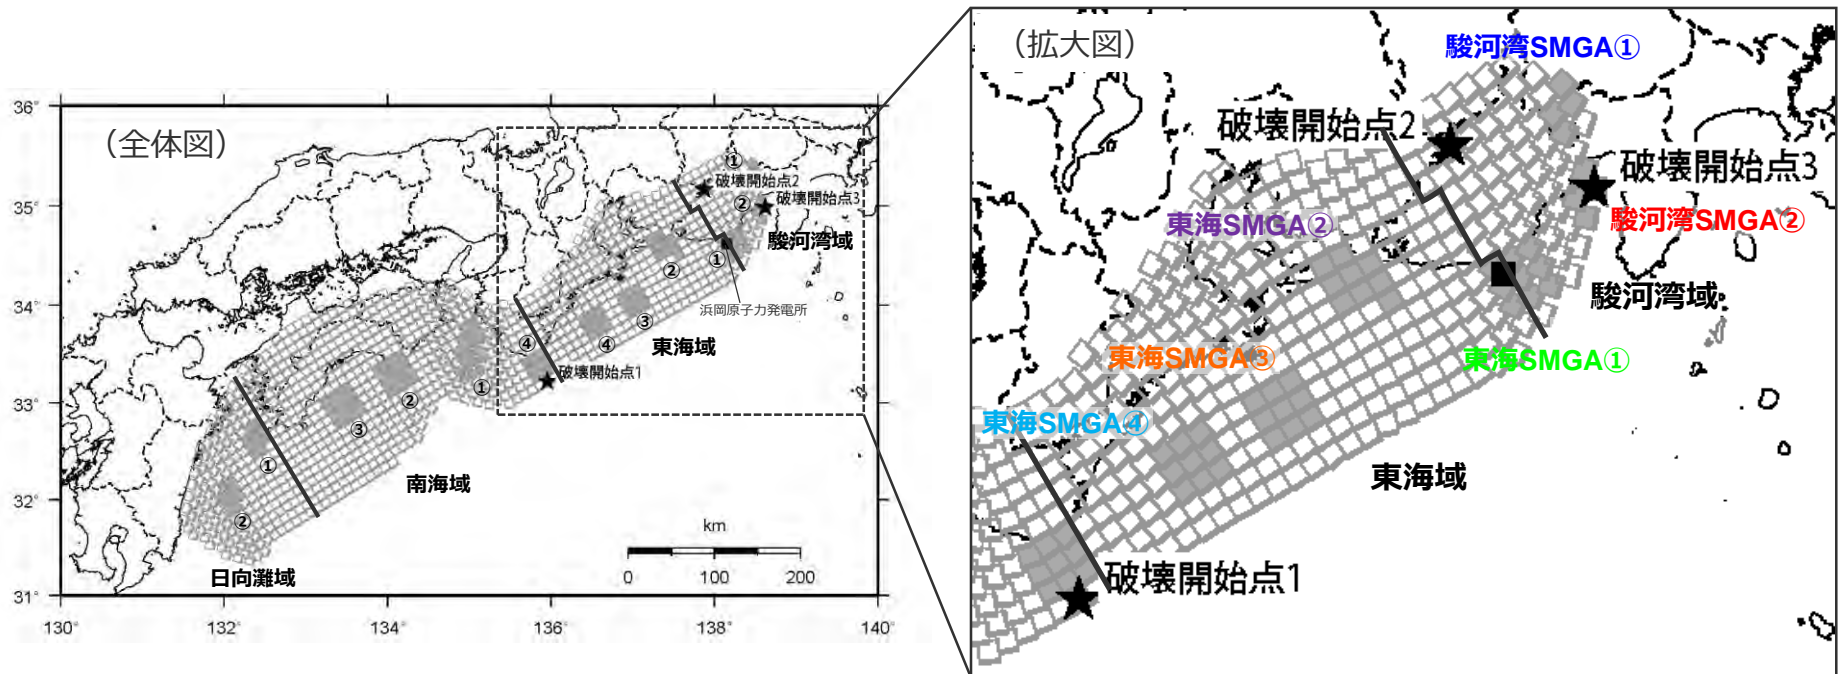 (全体図)
36°
35°
34°
33°
32°
31°
130°
132°
134°
136°
138°
140°
①
破壊開始点2
②
破壊開始点3
駿河湾域
①
②
浜岡原子力発電所
③
東海域
④
④
破壊開始点1
①
②
③
南海域
①
②
日向灘域
km
0
100
200
(拡大図)
駿河湾SMGA①
破壊開始点2
破壊開始点3
東海SMGA②
駿河湾SMGA②
駿河湾域
東海SMGA③
東海SMGA①
東海SMGA④
東海域
破壊開始点1